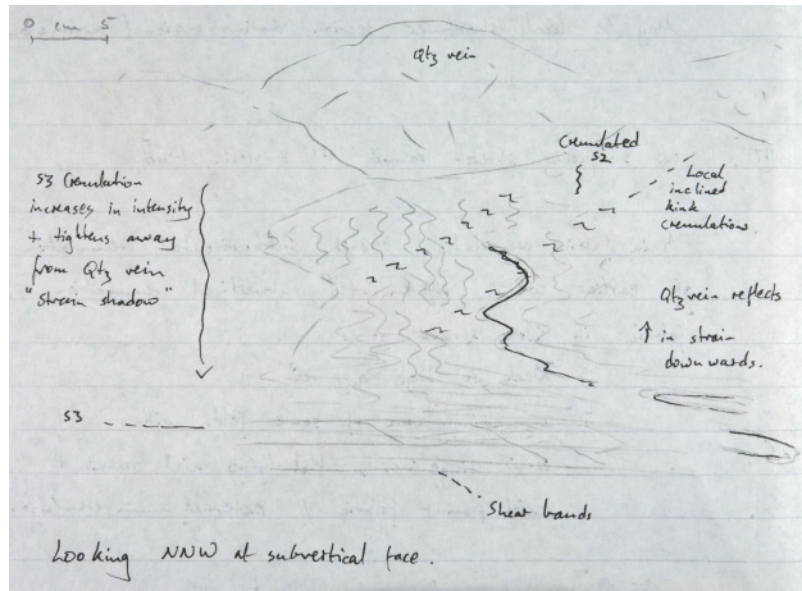 0 cm 5
Qtz vein
Crenulated
S2
Local
inclined
kink
crenulations
S3 Crenulation
increases in intensity
+ tightens away
from Qtz vein
"Strain shadow"
Qtz vein reflects
↑ in strain
downwards.
S3
Shear bands
Looking NNW at subvertical face.